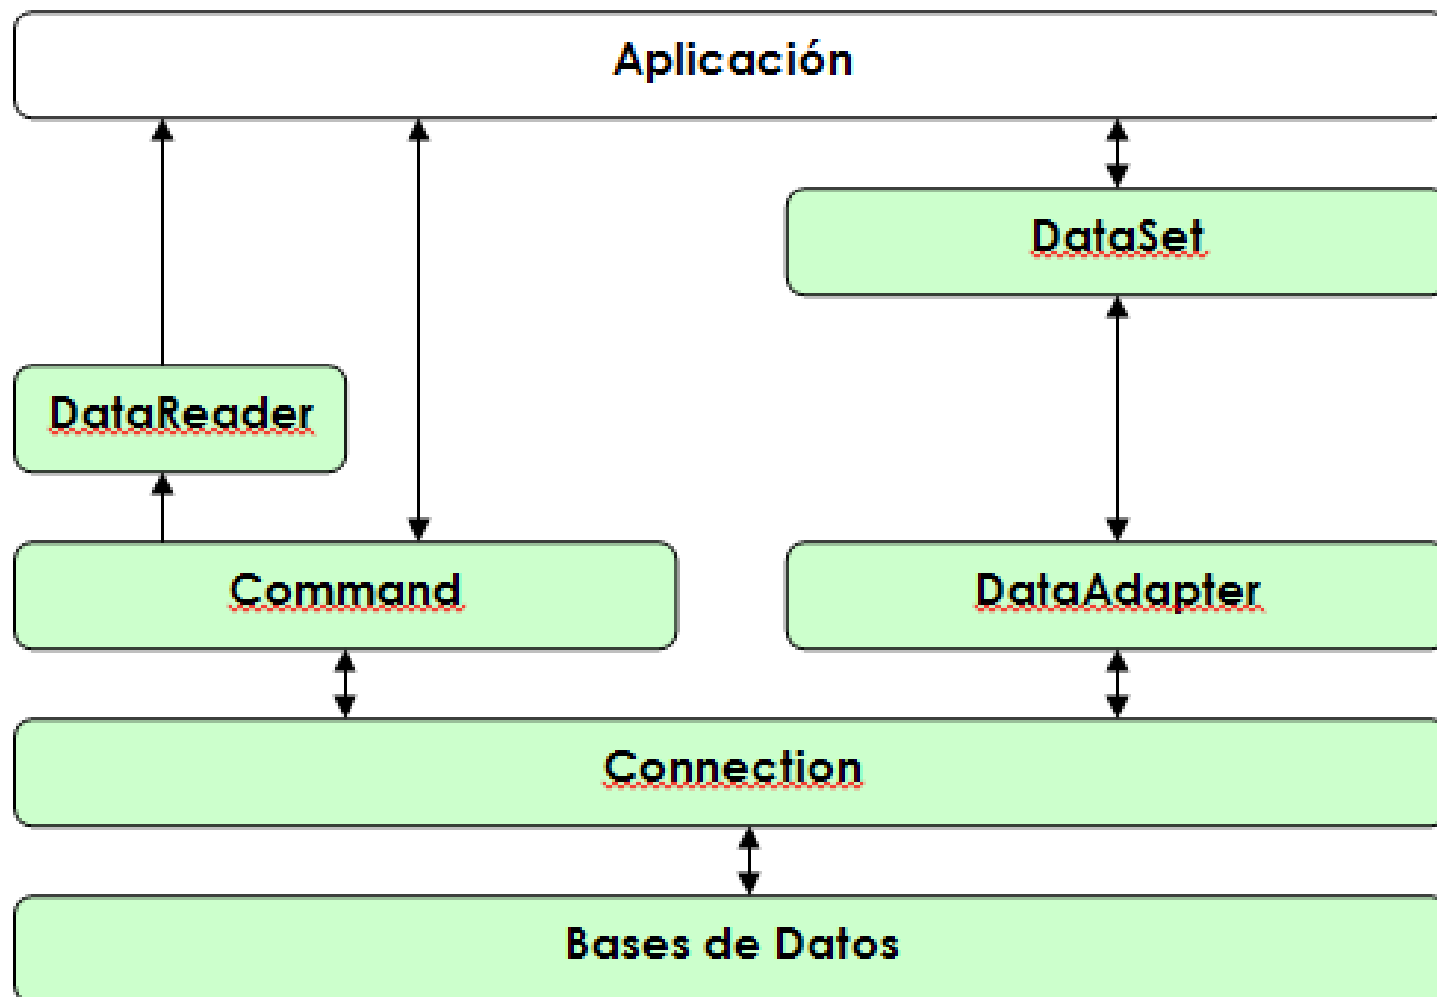 Aplicación
DataSet
DataReader
Command
DataAdapter
Connection
Bases de Datos